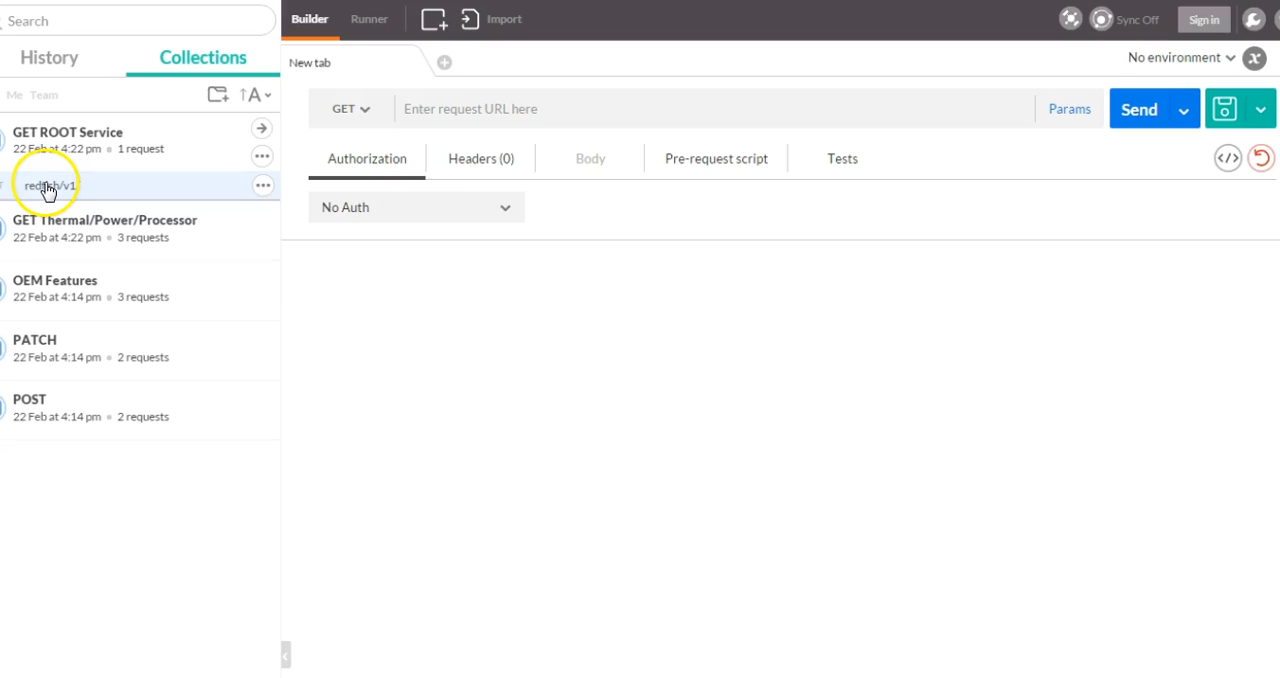 Search
Builder Runner Import Sync Off Sign in
History Collections
New tab No environment
Me Team
GET Enter request URL here Params Send
GET ROOT Service
22 Feb at 4:22 pm • 1 request
Authorization Headers (0) Body Pre-request script Tests
redfish/v1
No Auth
GET Thermal/Power/Processor
22 Feb at 4:22 pm • 3 requests
OEM Features
22 Feb at 4:14 pm • 3 requests
PATCH
22 Feb at 4:14 pm • 2 requests
POST
22 Feb at 4:14 pm • 2 requests